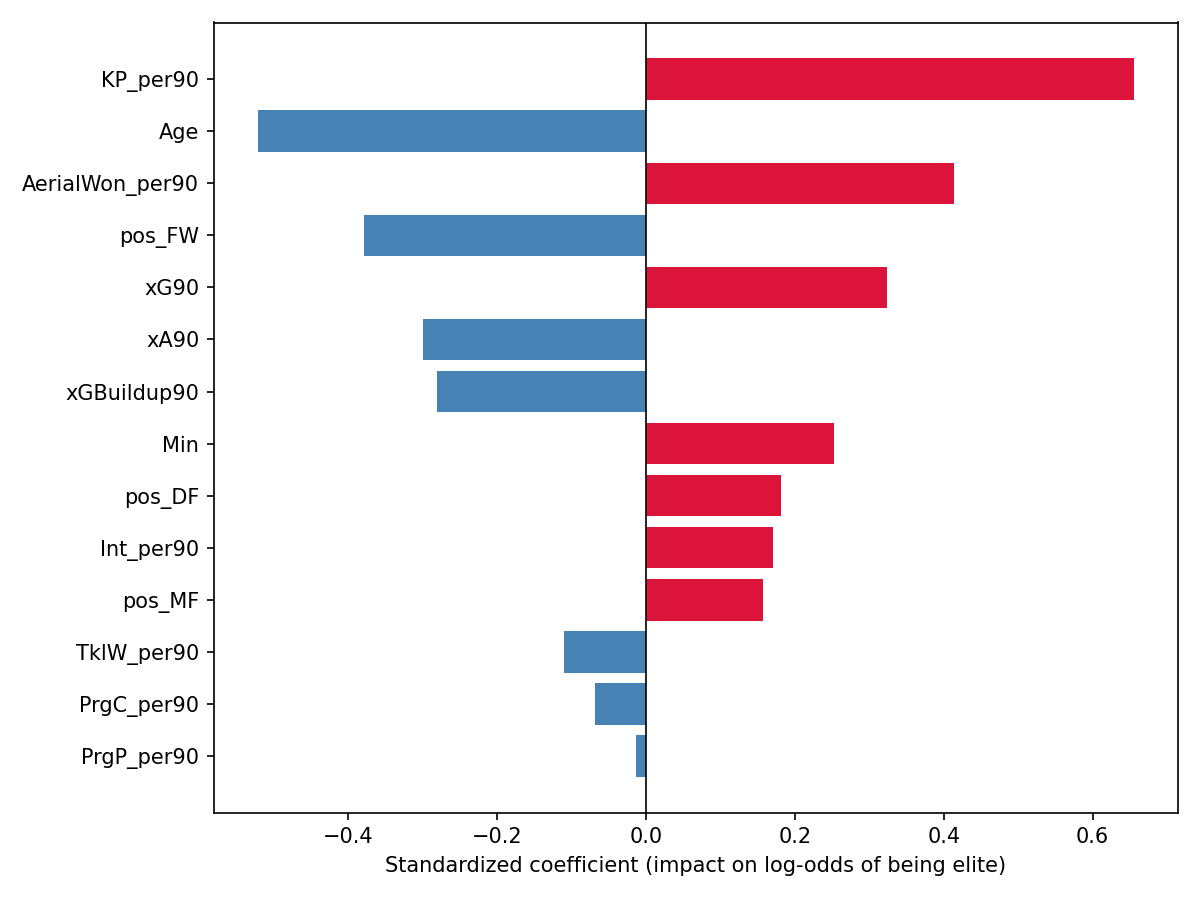 KP_per90
Age
AerialWon_per90
pos_FW
xG90
xA90
xGBuildup90
Min
pos_DF
Int_per90
pos_MF
TklW_per90
PrgC_per90
PrgP_per90
−0.4 −0.2 0.0 0.2 0.4 0.6
Standardized coefficient (impact on log-odds of being elite)